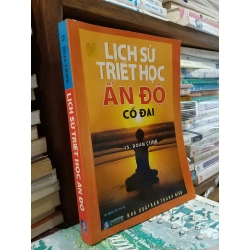 LỊCH SỬ
TRIẾT HỌC
ẤN ĐỘ
CỔ ĐẠI
TS. DOÃN CHÍNH
NHÀ XUẤT BẢN THANH NIÊN
LỊCH SỬ TRIẾT HỌC ẤN ĐỘ